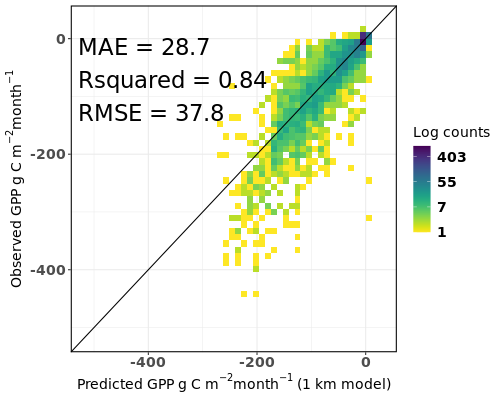 MAE = 28.7
Rsquared = 0.84
RMSE = 37.8
Observed GPP g C m⁻²month⁻¹
0
-200
-400
-400 -200 0
Predicted GPP g C m⁻²month⁻¹ (1 km model)
Log counts
403
55
7
1